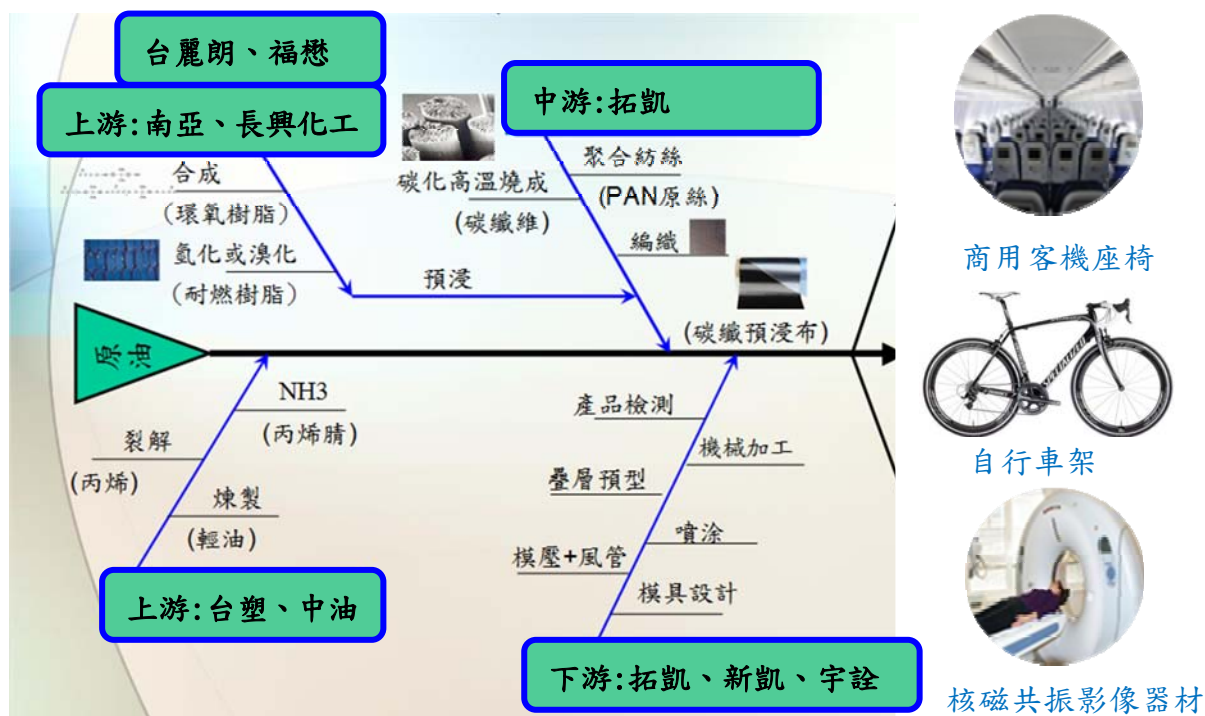 台麗朗、福懋
上游:南亞、長興化工
中游:拓凱
合成
(環氧樹脂)
氫化或溴化
(耐燃樹脂)
預浸
碳化高溫燒成
(碳纖維)
聚合紡絲
(PAN原絲)
編織
(碳纖預浸布)
原油
NH3
(丙烯腈)
裂解
(丙烯)
煉製
(輕油)
上游:台塑、中油
產品檢測
機械加工
疊層預型
噴涂
模壓+風管
模具設計
下游:拓凱、新凱、宇詮
商用客機座椅
SPECIALIZED
自行車架
核磁共振影像器材